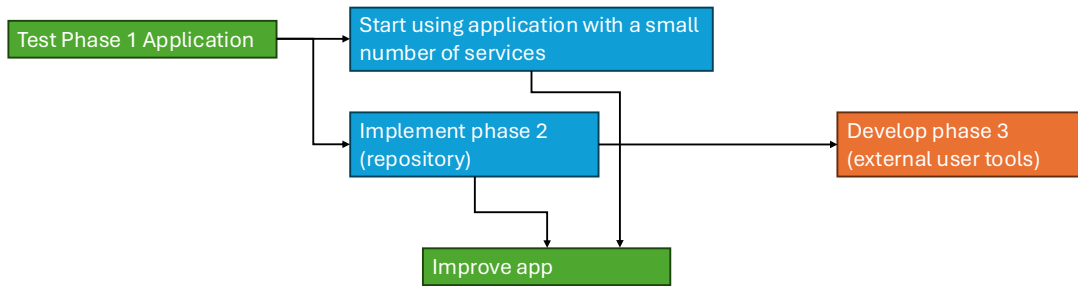 Test Phase 1 Application
Start using application with a small
number of services
Implement phase 2
(repository)
Develop phase 3
(external user tools)
Improve app